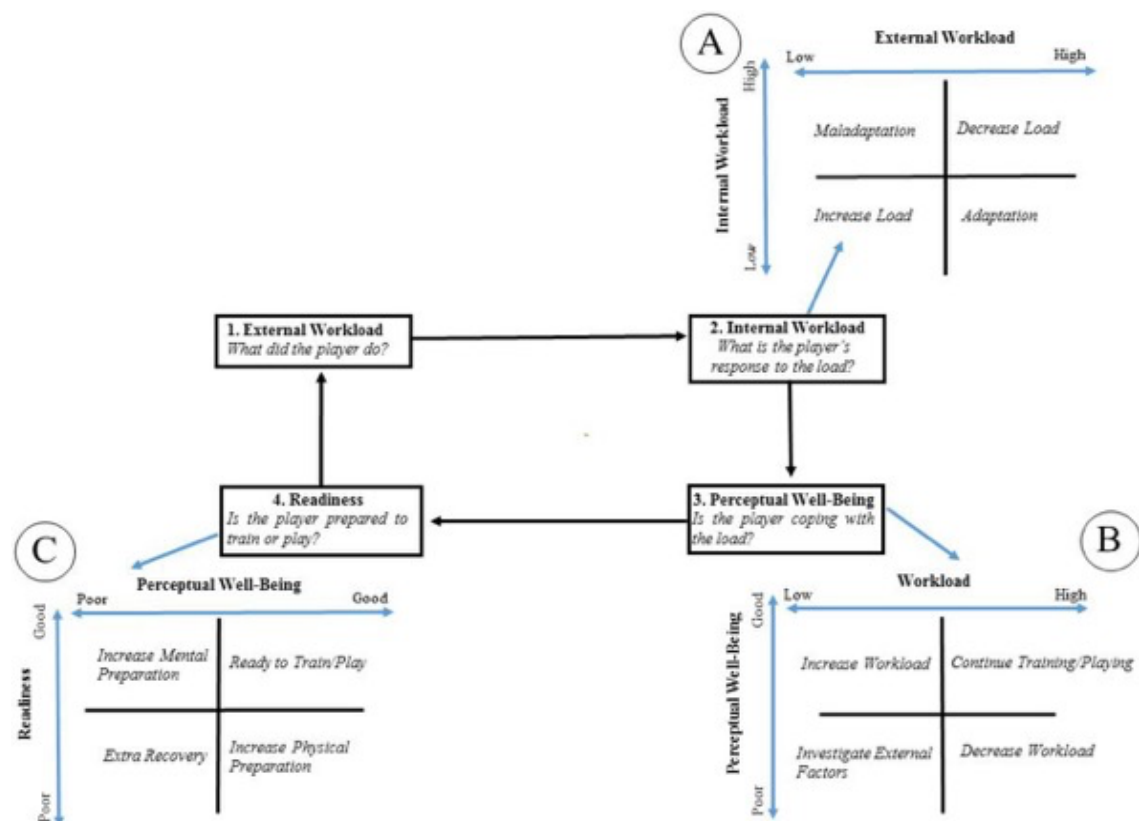 A
External Workload
Low
High
Internal Workload
High
Low
Maladaptation
Decrease Load
Increase Load
Adaptation
1. External Workload
What did the player do?
2. Internal Workload
What is the player's
response to the load?
4. Readiness
Is the player prepared to
train or play?
3. Perceptual Well-Being
Is the player coping with
the load?
C
Perceptual Well-Being
Poor
Good
Readiness
Good
Poor
Increase Mental
Preparation
Ready to Train/Play
Extra Recovery
Increase Physical
Preparation
B
Workload
Low
High
Perceptual Well-Being
Good
Poor
Increase Workload
Continue Training/Playing
Investigate External
Factors
Decrease Workload